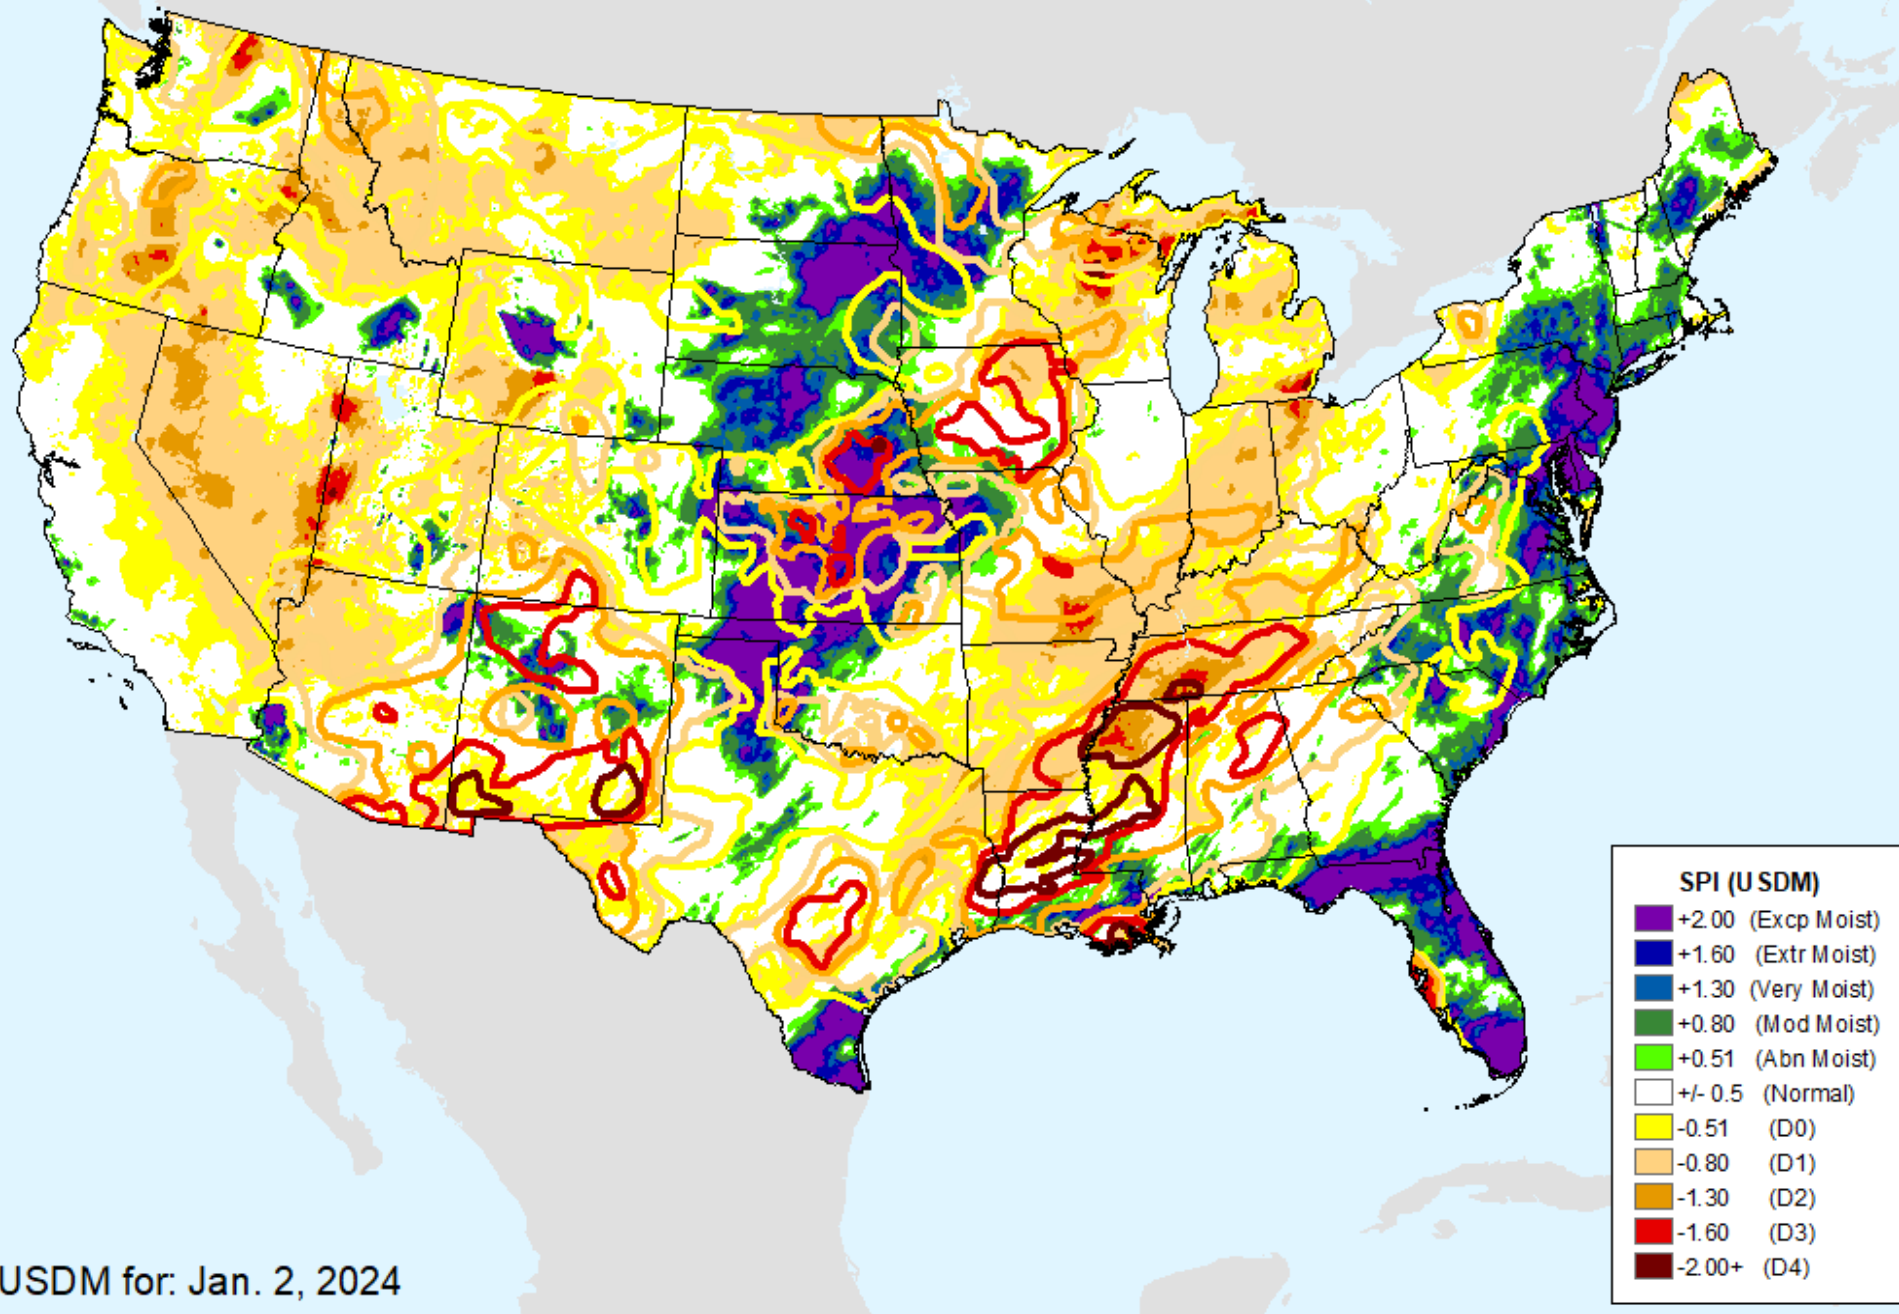 SPI (USDM)
+2.00 (Excp Moist)
+1.60 (Extr Moist)
+1.30 (Very Moist)
+0.80 (Mod Moist)
+0.51 (Abn Moist)
+/- 0.5 (Normal)
-0.51 (D0)
-0.80 (D1)
-1.30 (D2)
-1.60 (D3)
-2.00+ (D4)
USDM for: Jan. 2, 2024